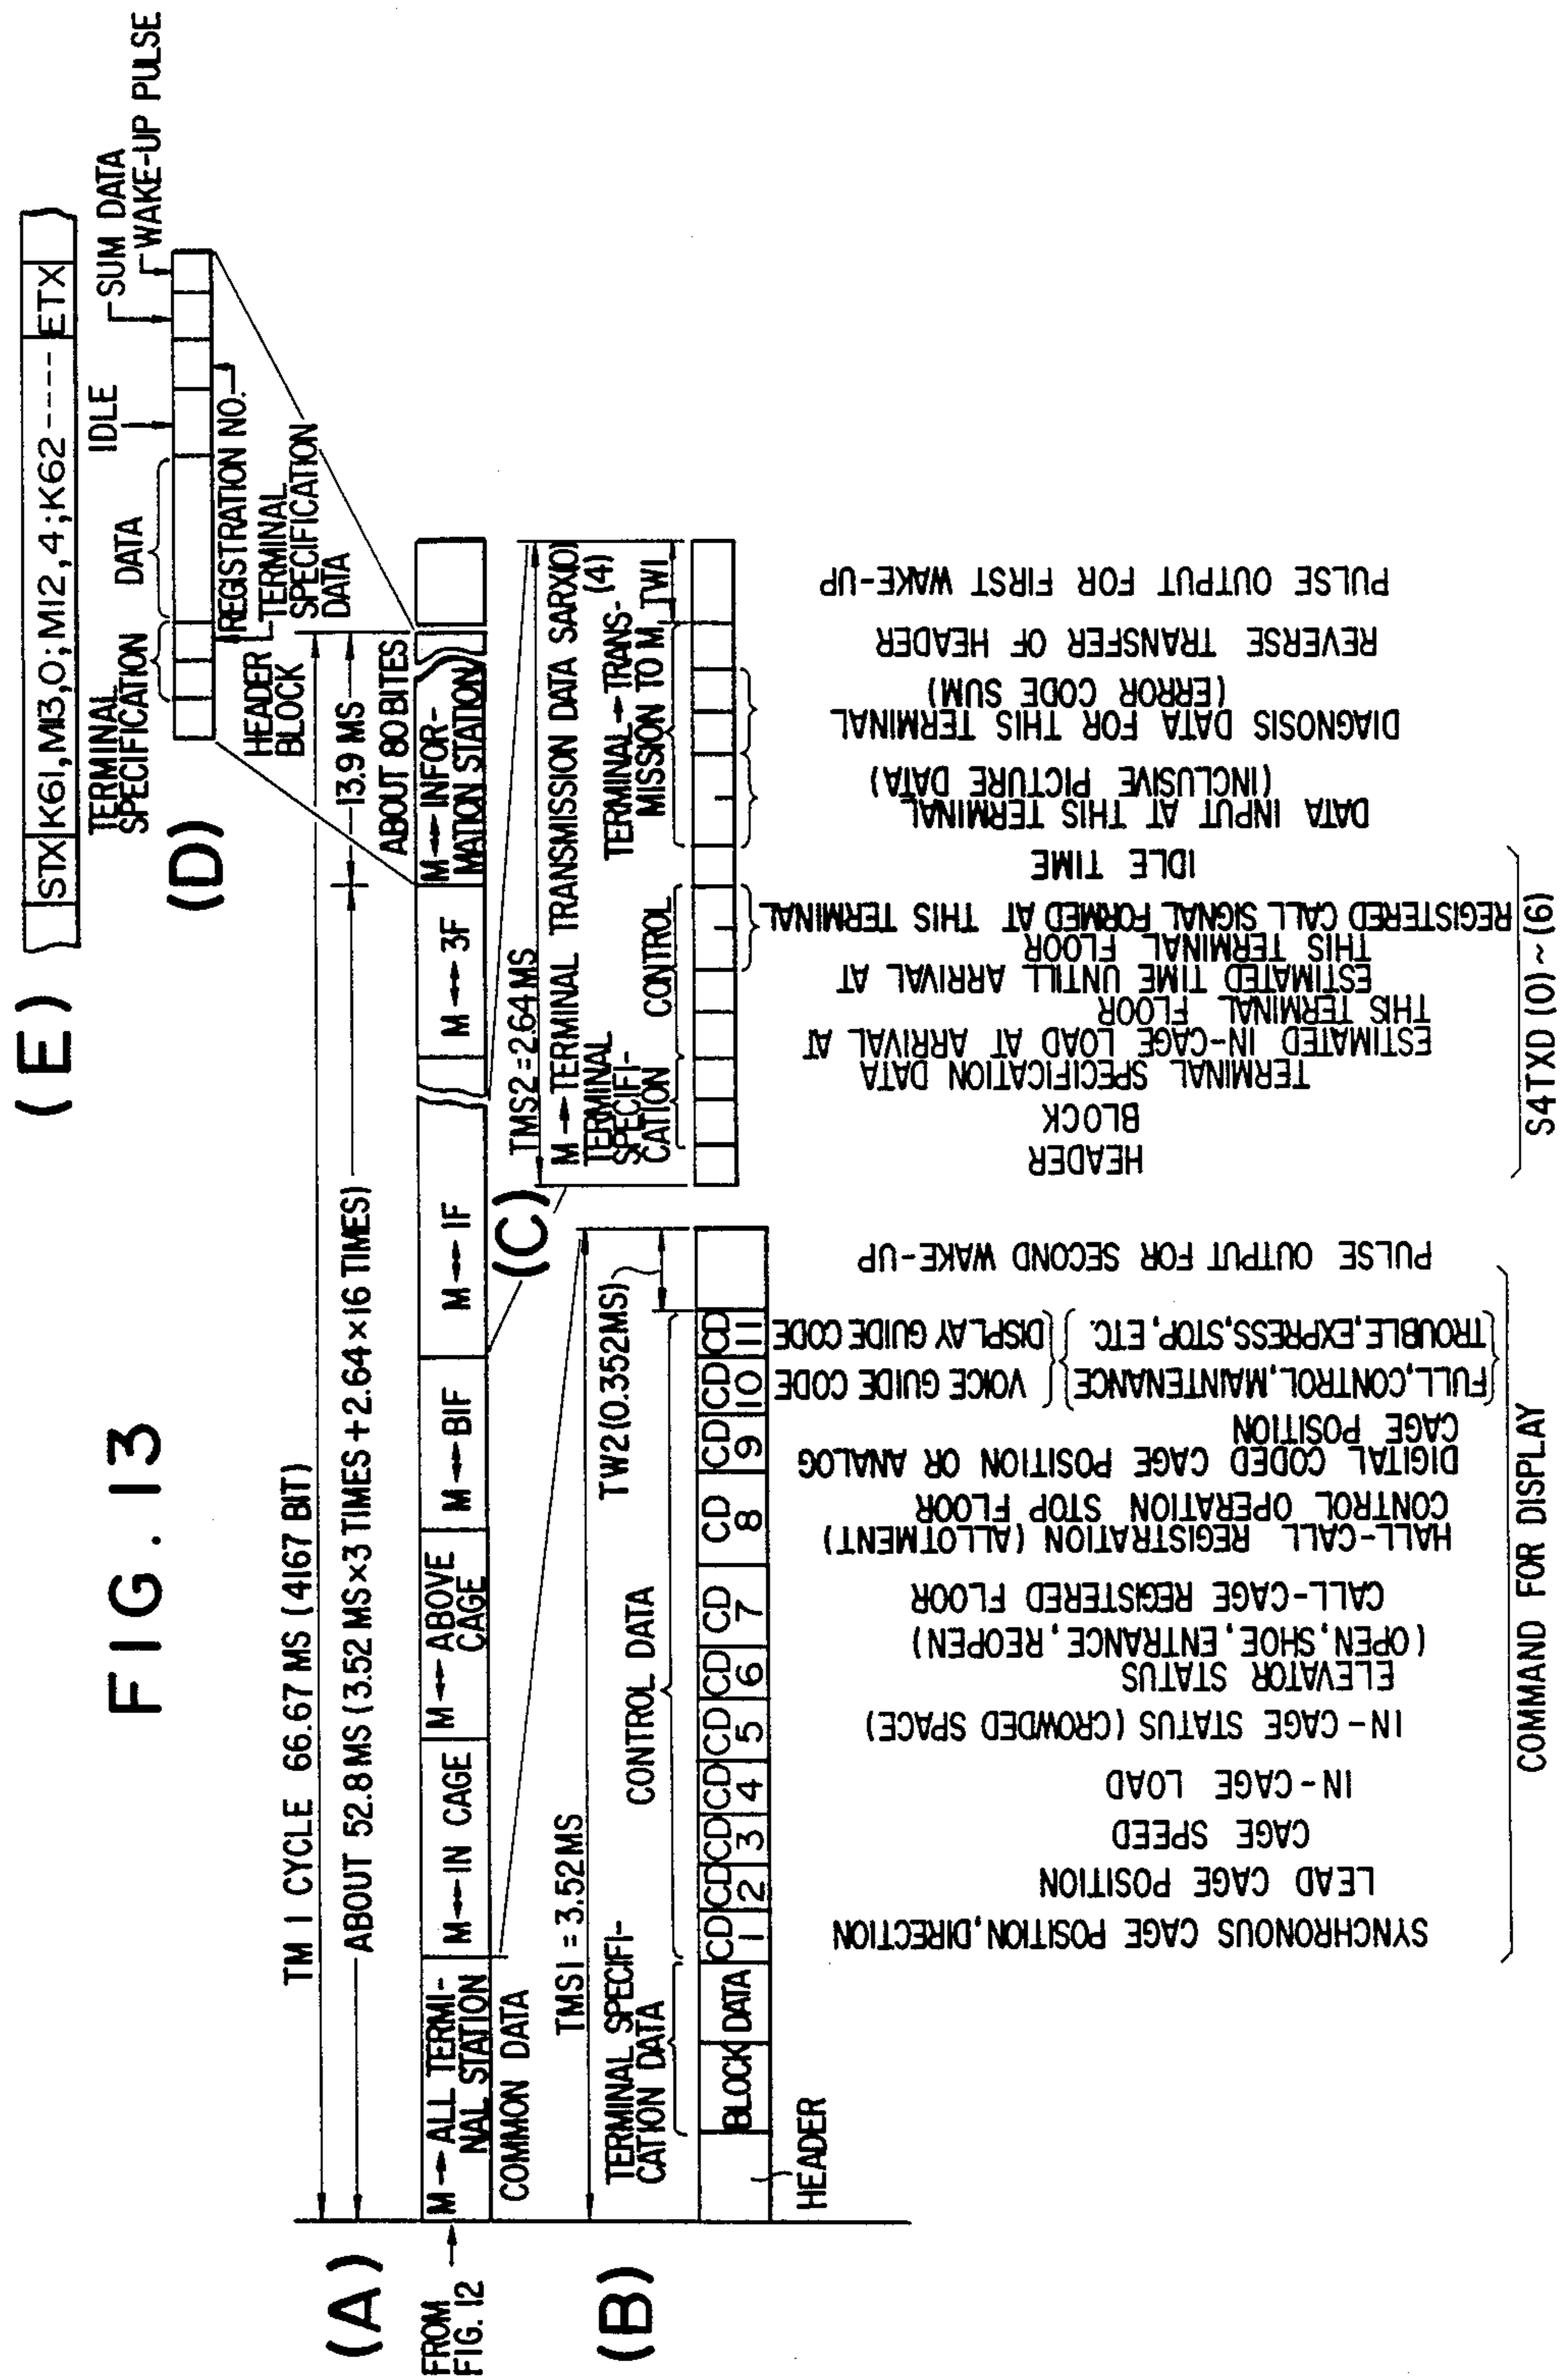 FIG. 13
(A)
TM 1 CYCLE 66.67 MS (4167 BIT)
ABOUT 52.8 MS (3.52 MS×3 TIMES+2.64×16 TIMES)
13.9 MS
FROM
FIG. 12
M→ALL TERMI-
NAL STATION
M↔IN CAGE
M↔ABOVE
CAGE
M↔BIF
M↔IF
M↔3F
M↔INFOR-
MATION STATION
ABOUT 80 BITES
COMMON DATA
(B)
TMS1 = 3.52MS
TW2(0.352MS)
TERMINAL SPECIFI-
CATION DATA
CONTROL DATA
HEADER
BLOCK
DATA
CD
1
CD
2
CD
3
CD
4
CD
5
CD
6
CD
7
CD
8
CD
9
CD
10
CD
11
SYNCHRONOUS CAGE POSITION,DIRECTION
LEAD CAGE POSITION
CAGE SPEED
IN-CAGE LOAD
IN-CAGE STATUS (CROWDED SPACE)
ELEVATOR STATUS
(OPEN,SHOE,ENTRANCE,REOPEN)
CALL-CAGE REGISTERED FLOOR
HALL-CALL REGISTRATION (ALLOTMENT)
CONTROL OPERATION STOP FLOOR
DIGITAL CODED CAGE POSITION OR ANALOG
CAGE POSITION
VOICE GUIDE CODE
FULL,CONTROL,MAINTENANCE
DISPLAY GUIDE CODE
TROUBLE,EXPRESS,STOP,ETC.
PULSE OUTPUT FOR SECOND WAKE-UP
COMMAND FOR DISPLAY
(C)
TMS2=2.64MS
M→TERMINAL TRANSMISSION DATA SARX(0)
(4)
TERMINAL
SPECIFI-
CATION
CONTROL
TERMINAL→TRANS-
MISSION TO M
TW1
HEADER
BLOCK
TERMINAL SPECIFICATION DATA
ESTIMATED IN-CAGE LOAD AT ARRIVAL AT
THIS TERMINAL FLOOR
ESTIMATED TIME UNTILL ARRIVAL AT
THIS TERMINAL FLOOR
REGISTERED CALL SIGNAL FORMED AT THIS TERMINAL
IDLE TIME
DATA INPUT AT THIS TERMINAL
(INCLUSIVE PICTURE DATA)
DIAGNOSIS DATA FOR THIS TERMINAL
(ERROR CODE SUM)
REVERSE TRANSFER OF HEADER
PULSE OUTPUT FOR FIRST WAKE-UP
S4TXD (0)~(6)
(D)
TERMINAL
SPECIFICATION
DATA
IDLE
SUM DATA
WAKE-UP PULSE
HEADER
BLOCK
TERMINAL
SPECIFICATION
DATA
REGISTRATION NO.
(E)
STX K61,M13,0;M12,4;K62----- ETX